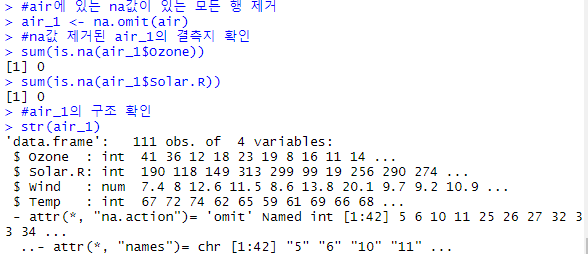 > #air에 있는 na값이 있는 모든 행 제거
> air_1 <- na.omit(air)
> #na값 제거된 air_1의 결측지 확인
> sum(is.na(air_1$Ozone))
[1] 0
> sum(is.na(air_1$Solar.R))
[1] 0
> #air_1의 구조 확인
> str(air_1)
'data.frame':   111 obs. of  4 variables:
 $ Ozone  : int  41 36 12 18 23 19 8 16 11 14 ...
 $ Solar.R: int  190 118 149 313 299 99 19 256 290 274 ...
 $ Wind   : num  7.4 8 12.6 11.5 8.6 13.8 20.1 9.7 9.2 10.9 ...
 $ Temp   : int  67 72 74 62 65 59 61 69 66 68 ...
 - attr(*, "na.action")= 'omit' Named int [1:42] 5 6 10 11 25 26 27 32 3
3 34 ...
  ..- attr(*, "names")= chr [1:42] "5" "6" "10" "11" ...